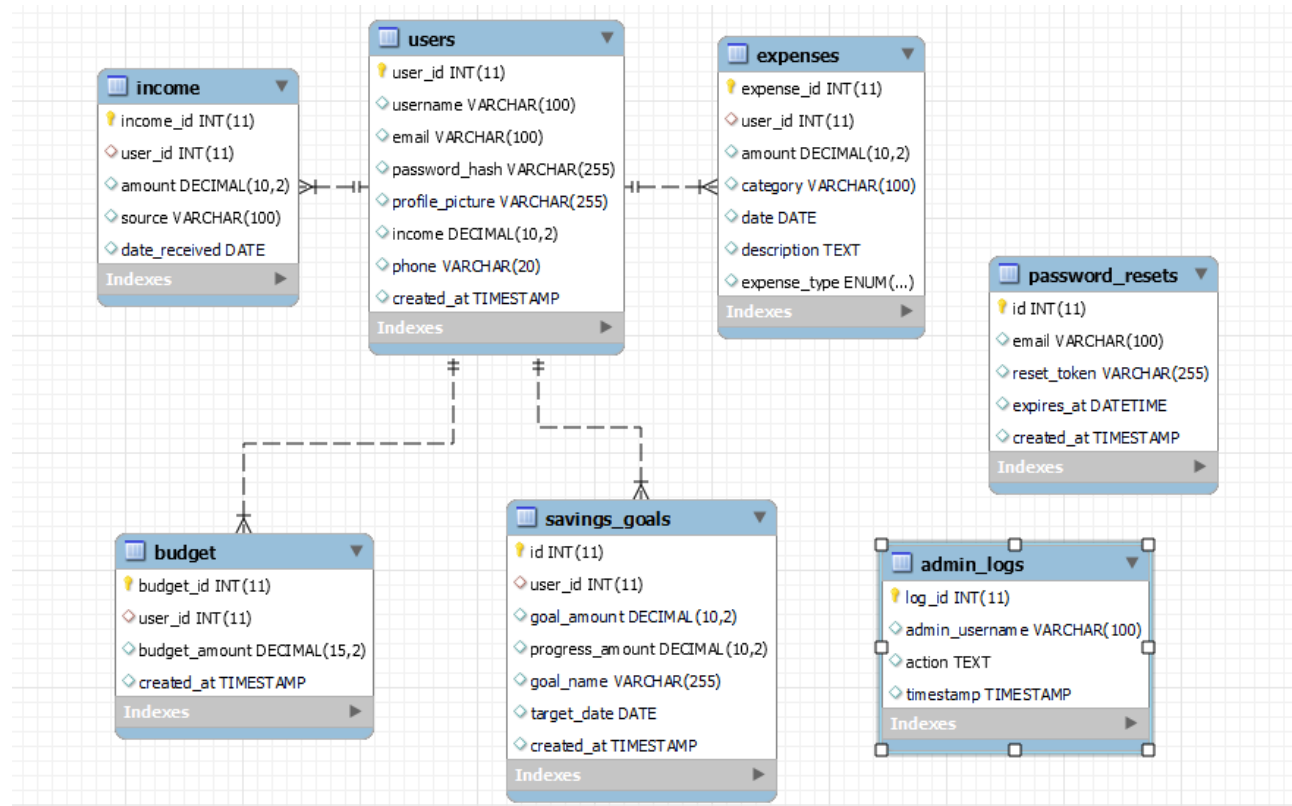 users
user_id INT(11)
username VARCHAR(100)
email VARCHAR(100)
password_hash VARCHAR(255)
profile_picture VARCHAR(255)
income DECIMAL(10,2)
phone VARCHAR(20)
created_at TIMESTAMP
Indexes
expenses
expense_id INT(11)
user_id INT(11)
amount DECIMAL(10,2)
category VARCHAR(100)
date DATE
description TEXT
expense_type ENUM(...)
Indexes
income
income_id INT(11)
user_id INT(11)
amount DECIMAL(10,2)
source VARCHAR(100)
date_received DATE
Indexes
password_resets
id INT(11)
email VARCHAR(100)
reset_token VARCHAR(255)
expires_at DATETIME
created_at TIMESTAMP
Indexes
budget
budget_id INT(11)
user_id INT(11)
budget_amount DECIMAL(15,2)
created_at TIMESTAMP
Indexes
savings_goals
id INT(11)
user_id INT(11)
goal_amount DECIMAL(10,2)
progress_amount DECIMAL(10,2)
goal_name VARCHAR(255)
target_date DATE
created_at TIMESTAMP
Indexes
admin_logs
log_id INT(11)
admin_username VARCHAR(100)
action TEXT
timestamp TIMESTAMP
Indexes